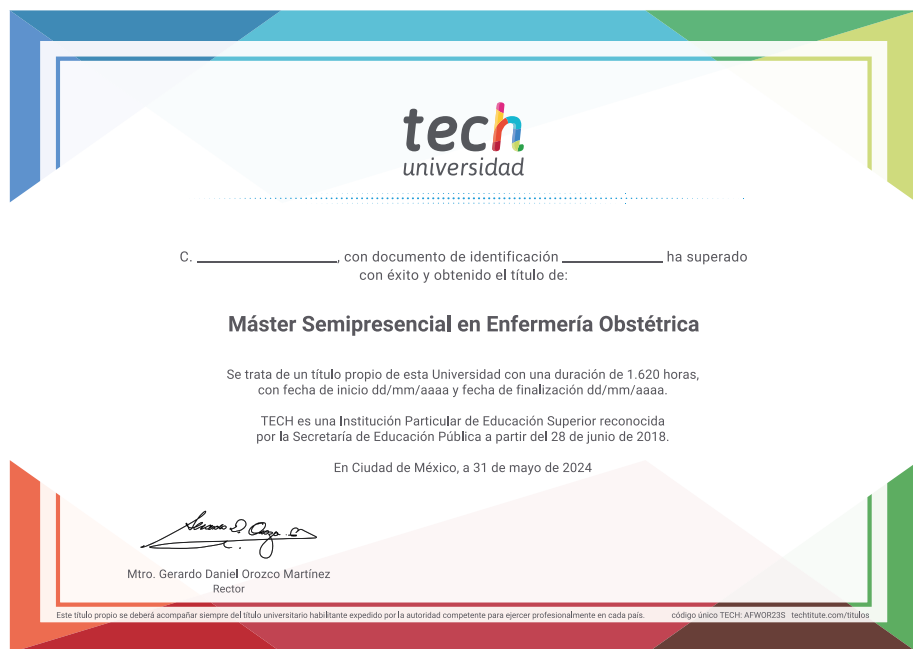 tech
universidad
C. ________________, con documento de identificación ____________ ha superado
con éxito y obtenido el título de:
Máster Semipresencial en Enfermería Obstétrica
Se trata de un título propio de esta Universidad con una duración de 1.620 horas,
con fecha de inicio dd/mm/aaaa y fecha de finalización dd/mm/aaaa.
TECH es una Institución Particular de Educación Superior reconocida
por la Secretaría de Educación Pública a partir del 28 de junio de 2018.
En Ciudad de México, a 31 de mayo de 2024
Mtro. Gerardo Daniel Orozco Martínez
Rector
Este título propio se deberá acompañar siempre del título universitario habilitante expedido por la autoridad competente para ejercer profesionalmente en cada país. código único TECH: AFWOR23S techtitute.com/titulos